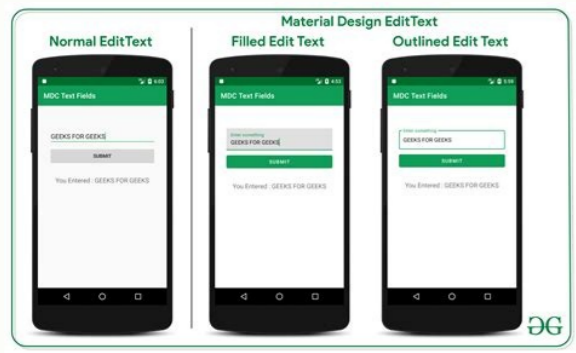 Material Design EditText
Normal EditText
Filled Edit Text
Outlined Edit Text
MDC Text Fields
GEEKS FOR GEEKS
SUBMIT
You Entered : GEEKS FOR GEEKS
4:53
MDC Text Fields
Enter something
GEEKS FOR GEEKS
SUBMIT
You Entered : GEEKS FOR GEEKS
MDC Text Fields
Enter something
GEEKS FOR GEEKS
SUBMIT
You Entered : GEEKS FOR GEEKS